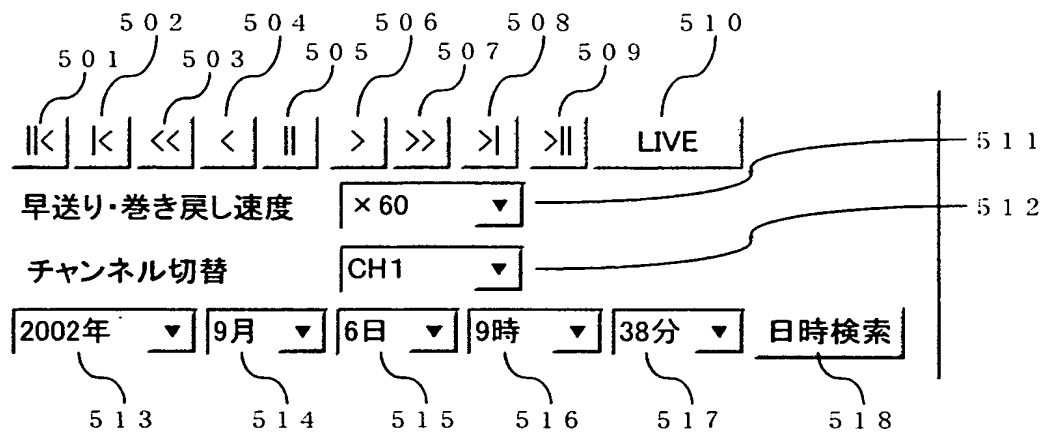 502 504 506 508 510
501 503 505 507 509
||< |< << < || > >> >| >|| LIVE
511
早送り・巻き戻し速度 ×60 ▼
512
チャンネル切替 CH1 ▼
2002年 ▼ 9月 ▼ 6日 ▼ 9時 ▼ 38分 ▼ 日時検索
513 514 515 516 517 518